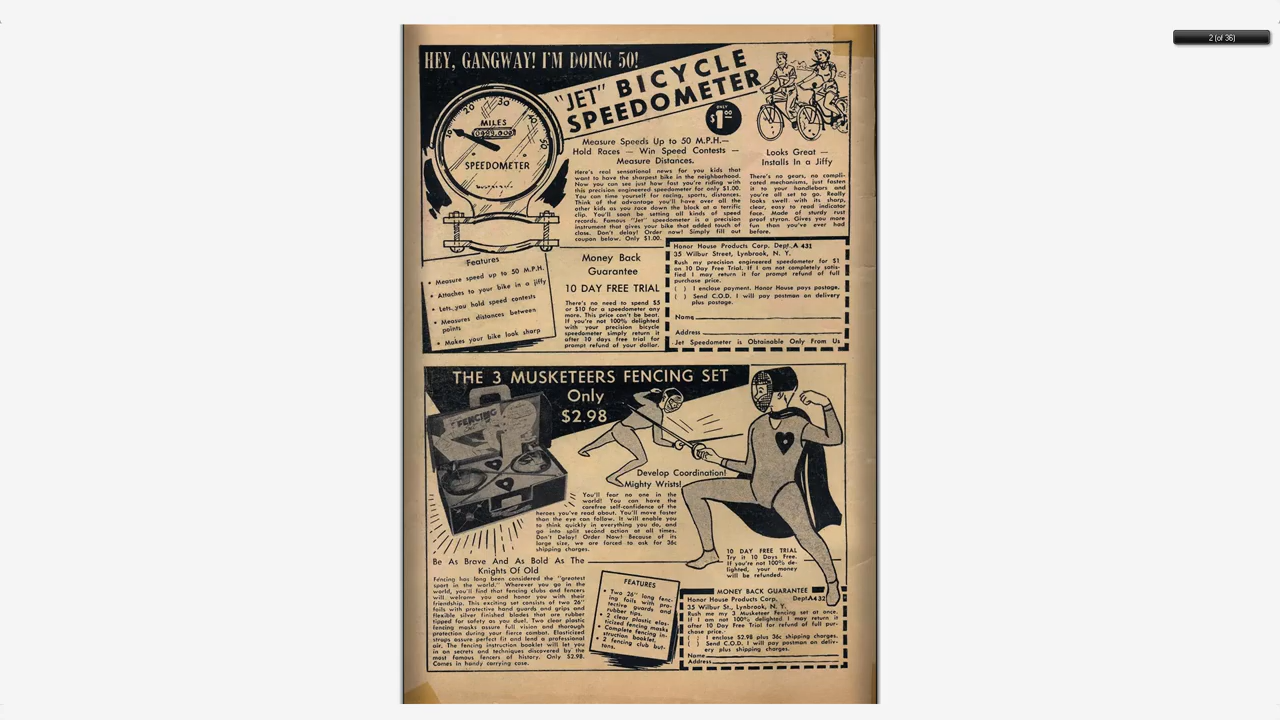 2 (of 36)
HEY, GANGWAY! I'M DOING 50!
"JET" BICYCLE
SPEEDOMETER
ONLY
$1.00
20 30 40 50
10
MILES
SPEEDOMETER
Measure Speeds Up to 50 M.P.H.—
Hold Races — Win Speed Contests —
Measure Distances.
Here's real sensational news for you kids that
want to have the sharpest bike in the neighborhood.
Now you can see just how fast you're riding with
this precision engineered speedometer for only $1.00.
You can time yourself for racing, sports, distances.
Think of the advantage you'll have over all the
other kids as you race down the block at a terrific
clip. You'll soon be setting all kinds of speed
records. Famous "Jet" speedometer is a precision
instrument that gives your bike that added touch of
class. Don't delay! Order now! Simply fill out
coupon below. Only $1.00.
Looks Great —
Installs In a Jiffy
There's no gears, no compli-
cated mechanisms, just fasten
it to your handlebars and
you're all set to go. Really
looks swell with its sharp,
clear, easy to read indicator
face. Made of sturdy rust
proof styron. Gives you more
fun than you've ever had
before.
Features
• Measure speed up to 50 M.P.H.
• Attaches to your bike in a jiffy
• Lets you hold speed contests
• Measures distances between
points
• Makes your bike look sharp
Money Back
Guarantee
10 DAY FREE TRIAL
There's no need to spend $5
or $10 for a speedometer any
more. This price can't be beat.
If you're not 100% delighted
with your precision bicycle
speedometer simply return it
after 10 days free trial for
prompt refund of your dollar.
Honor House Products Corp. Dept. A 431
35 Wilbur Street, Lynbrook, N. Y.
Rush my precision engineered speedometer for $1
on 10 Day Free Trial. If I am not completely satis-
fied I may return it for prompt refund of full
purchase price.
( ) I enclose payment. Honor House pays postage.
( ) Send C.O.D. I will pay postman on delivery
plus postage.
Name
Address
Jet Speedometer is Obtainable Only From Us
THE 3 MUSKETEERS FENCING SET
Only
$2.98
FENCING
Develop Coordination!
Mighty Wrists!
You'll fear no one in the
world! You can have the
carefree self-confidence of the
heroes you've read about. You'll move faster
than the eye can follow. It will enable you
to think quickly in everything you do, and
go into split second action at all times.
Don't Delay! Order Now! Because of its
large size, we are forced to ask for 36c
shipping charges.
Be As Brave And As Bold As The
Knights Of Old
Fencing has long been considered the "greatest
sport in the world." Wherever you go in the
world, you'll find that fencing clubs and fencers
will welcome you and honor you with their
friendship. This exciting set consists of two 26"
foils with protective hand guards and grips and
flexible silver finished blades that are rubber
tipped for safety as you duel. Two clear plastic
fencing masks assure full vision and thorough
protection during your fierce combat. Elasticized
straps assure perfect fit and lend a professional
air. The fencing instruction booklet will let you
in on secrets and techniques discovered by the
most famous fencers of history. Only $2.98.
Comes in handy carrying case.
FEATURES
• Two 26" long fenc-
ing foils with pro-
tective guards and
rubber tips.
• 2 clear plastic elas-
ticized fencing masks
• Complete fencing in-
struction booklet.
• 2 fencing club but-
tons.
10 DAY FREE TRIAL
Try it 10 Days Free.
If you're not 100% de-
lighted, your money
will be refunded.
MONEY BACK GUARANTEE
Honor House Products Corp. Dept A432
35 Wilbur St., Lynbrook, N. Y.
Rush me my 3 Musketeer Fencing set at once.
If I am not 100% delighted I may return it
after 10 Day Free Trial for refund of full pur-
chase price.
( ) I enclose $2.98 plus 36c shipping charges.
( ) Send C.O.D. I will pay postman on deliv-
ery plus shipping charges.
Name
Address